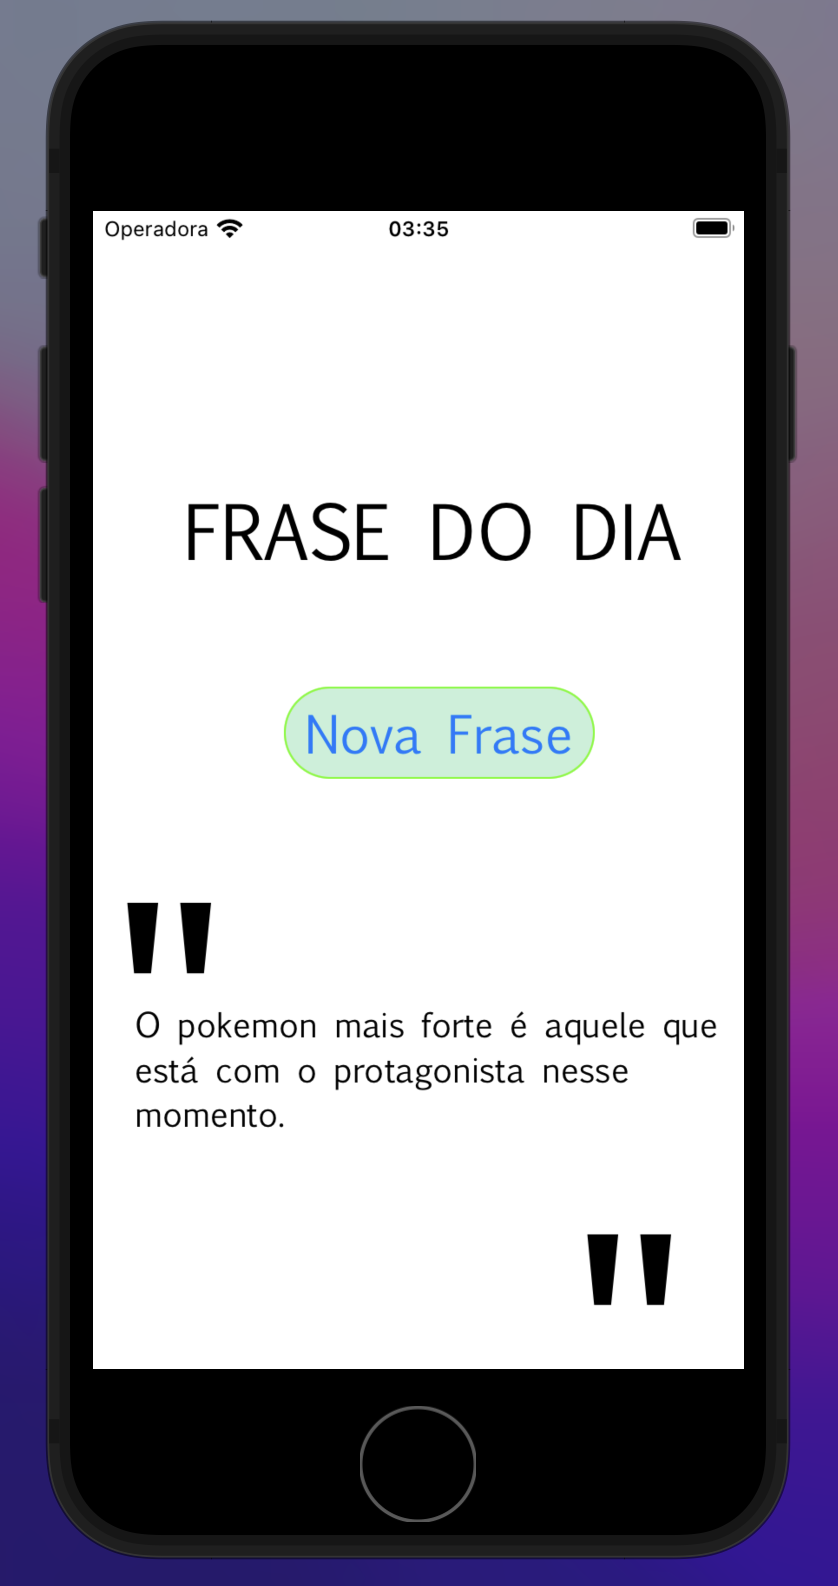 Operadora 03:35
FRASE DO DIA
Nova Frase
"
O pokemon mais forte é aquele que
está com o protagonista nesse
momento.
"